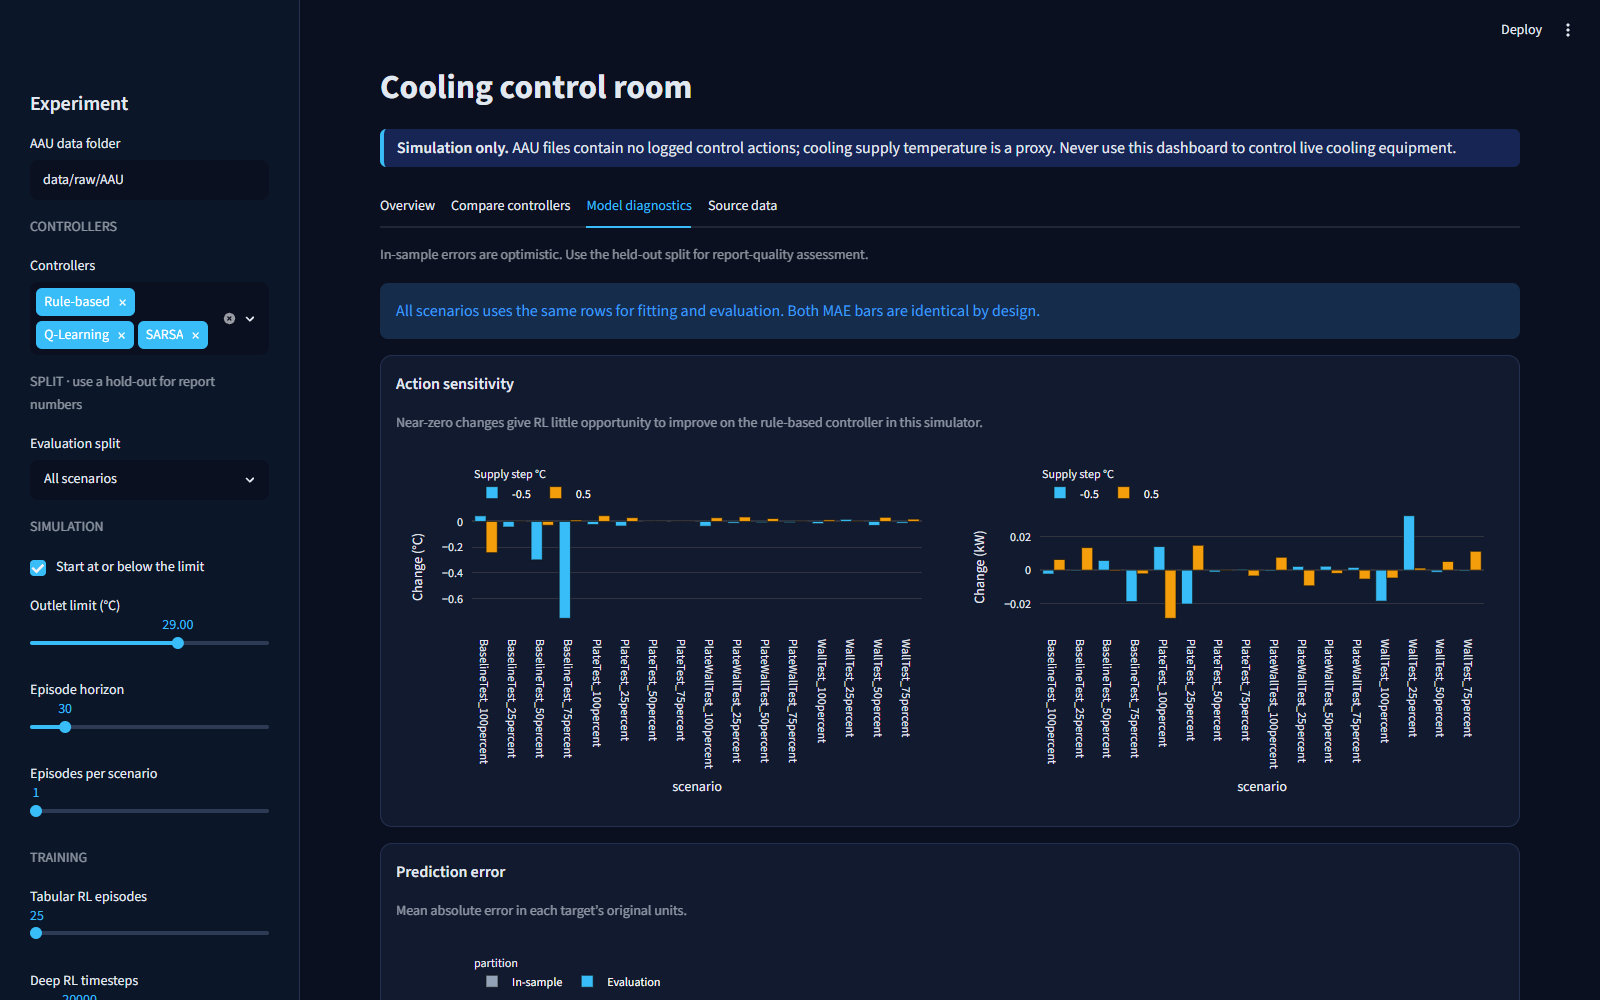 Deploy
Experiment
AAU data folder
data/raw/AAU
CONTROLLERS
Controllers
Rule-based ×
Q-Learning × SARSA ×
SPLIT · use a hold-out for report
numbers
Evaluation split
All scenarios
SIMULATION
Start at or below the limit
Outlet limit (°C)
29.00
Episode horizon
30
Episodes per scenario
1
TRAINING
Tabular RL episodes
25
Deep RL timesteps
20000
Cooling control room
Simulation only. AAU files contain no logged control actions; cooling supply temperature is a proxy. Never use this dashboard to control live cooling equipment.
Overview Compare controllers Model diagnostics Source data
In-sample errors are optimistic. Use the held-out split for report-quality assessment.
All scenarios uses the same rows for fitting and evaluation. Both MAE bars are identical by design.
Action sensitivity
Near-zero changes give RL little opportunity to improve on the rule-based controller in this simulator.
Supply step °C
-0.5 0.5
Change (°C)
0
−0.2
−0.4
−0.6
BaselineTest_100percent
BaselineTest_25percent
BaselineTest_50percent
BaselineTest_75percent
PlateTest_100percent
PlateTest_25percent
PlateTest_50percent
PlateTest_75percent
PlateWallTest_100percent
PlateWallTest_25percent
PlateWallTest_50percent
PlateWallTest_75percent
WallTest_100percent
WallTest_25percent
WallTest_50percent
WallTest_75percent
scenario
Supply step °C
-0.5 0.5
Change (kW)
0.02
0
−0.02
BaselineTest_100percent
BaselineTest_25percent
BaselineTest_50percent
BaselineTest_75percent
PlateTest_100percent
PlateTest_25percent
PlateTest_50percent
PlateTest_75percent
PlateWallTest_100percent
PlateWallTest_25percent
PlateWallTest_50percent
PlateWallTest_75percent
WallTest_100percent
WallTest_25percent
WallTest_50percent
WallTest_75percent
scenario
Prediction error
Mean absolute error in each target's original units.
partition
In-sample Evaluation